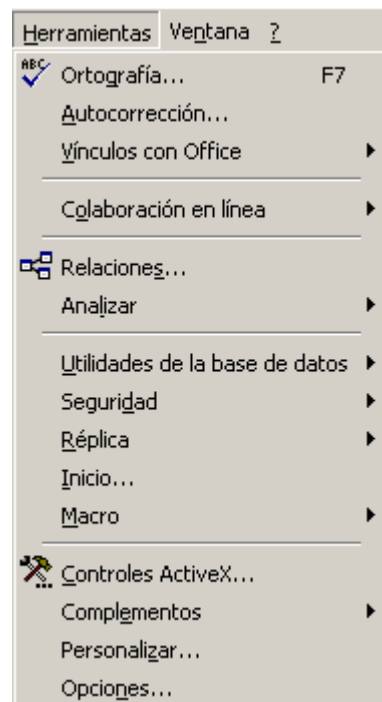 Herramientas Ventana ?
ABC Ortografía... F7
Autocorrección...
Vínculos con Office
Colaboración en línea
Relaciones...
Analizar
Utilidades de la base de datos
Seguridad
Réplica
Inicio...
Macro
Controles ActiveX...
Complementos
Personalizar...
Opciones...